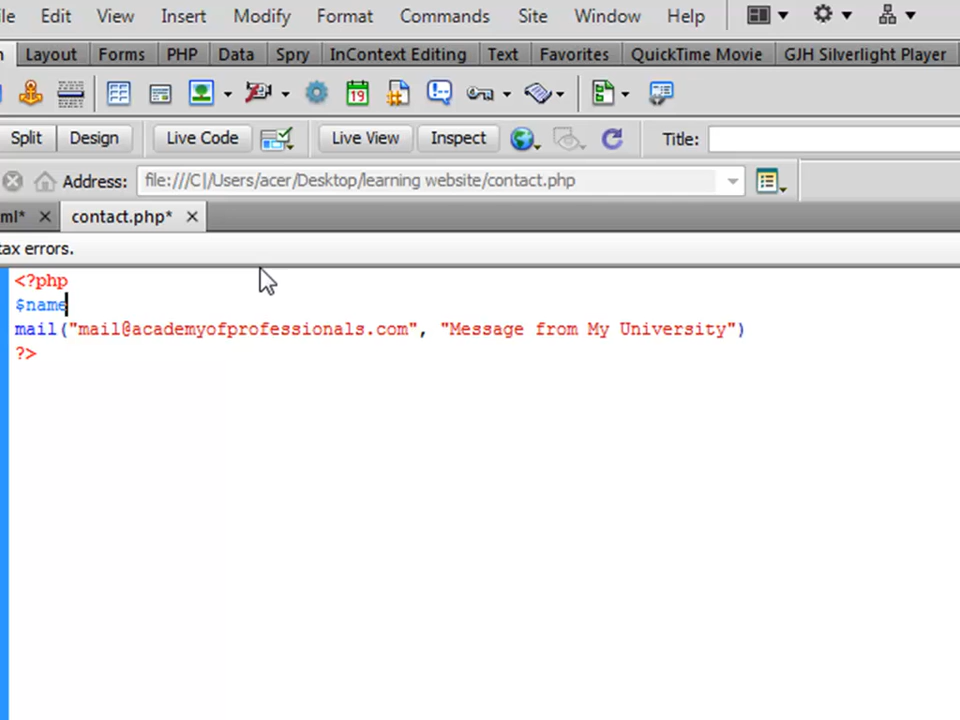 le Edit View Insert Modify Format Commands Site Window Help
n Layout Forms PHP Data Spry InContext Editing Text Favorites QuickTime Movie GJH Silverlight Player
19
Split Design Live Code Live View Inspect Title:
Address: file:///C|/Users/acer/Desktop/learning website/contact.php
ml* contact.php*
tax errors.
<?php
$name
mail("mail@academyofprofessionals.com", "Message from My University")
?>